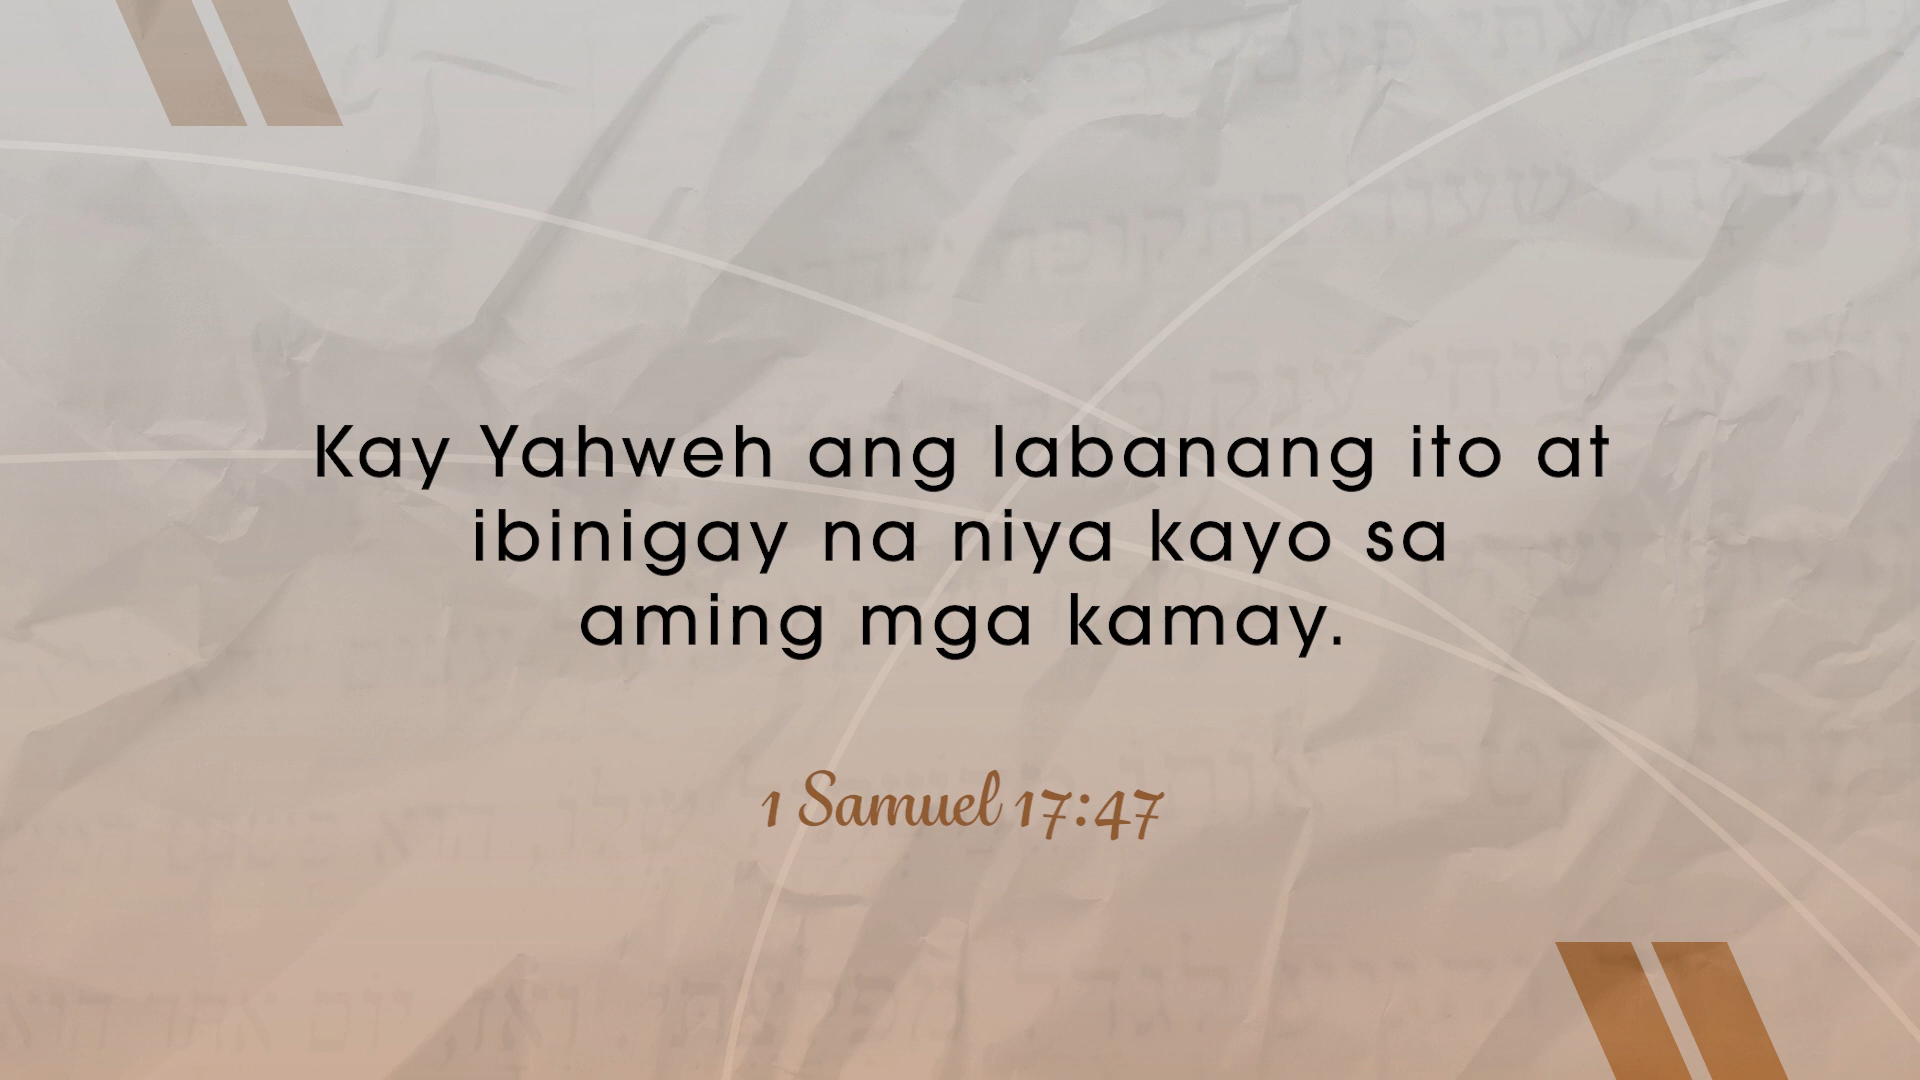 Kay Yahweh ang labanang ito at
ibinigay na niya kayo sa
aming mga kamay.
1 Samuel 17:47